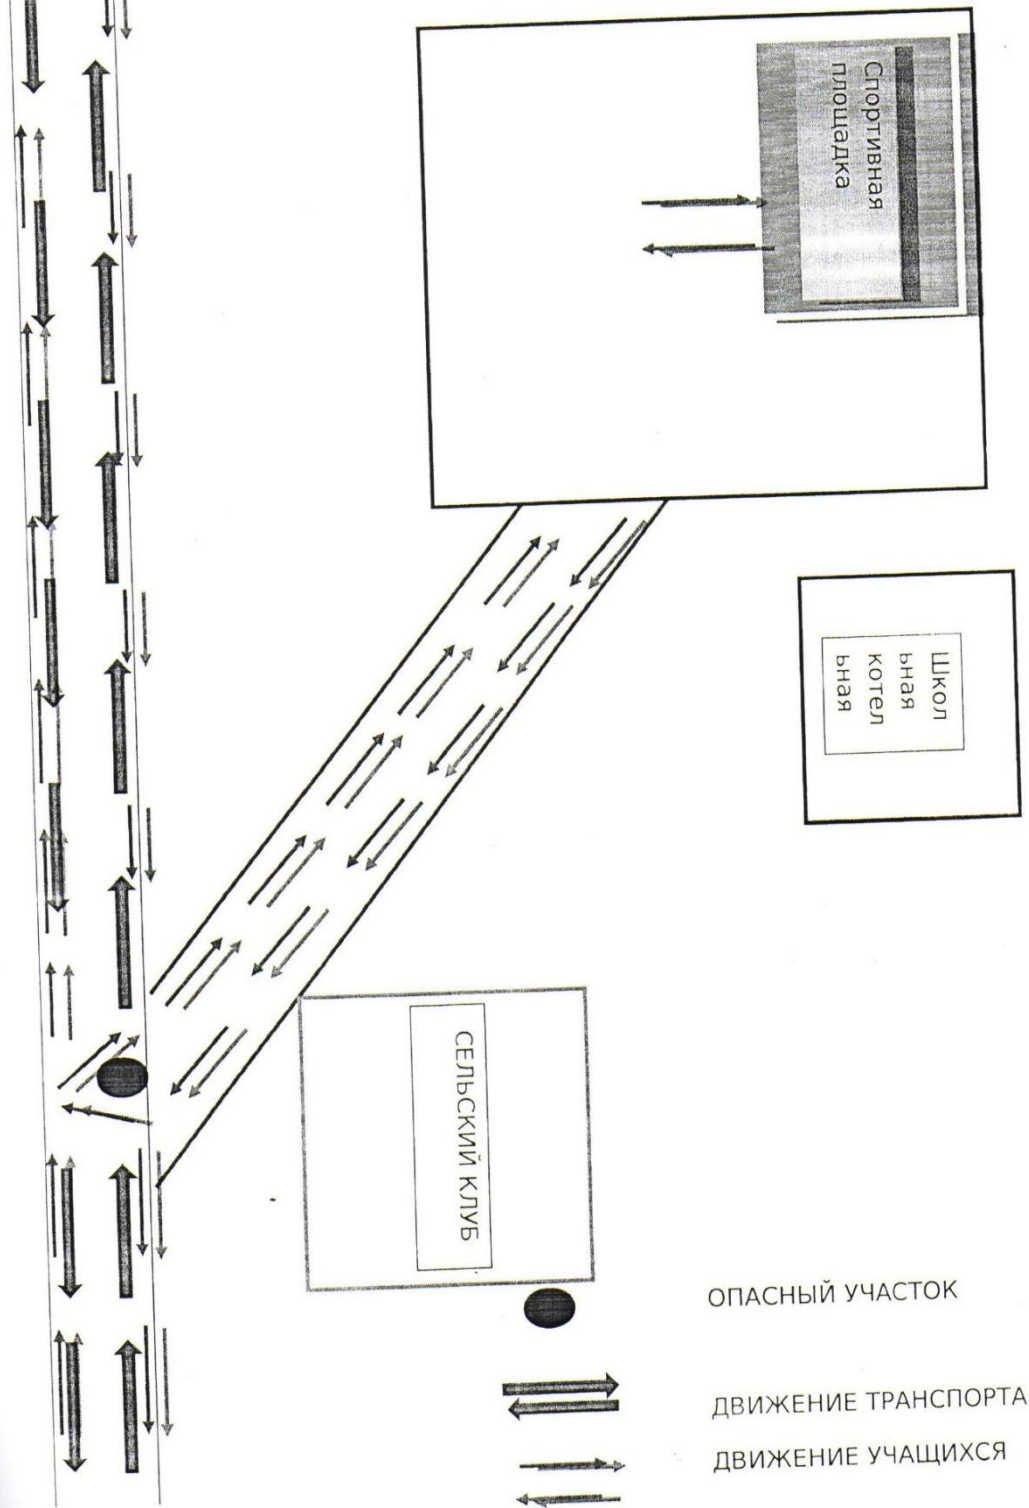 Спортивная
площадка
Школ
ьная
котел
ьная
СЕЛЬСКИЙ КЛУБ
ОПАСНЫЙ УЧАСТОК
ДВИЖЕНИЕ ТРАНСПОРТА
ДВИЖЕНИЕ УЧАЩИХСЯ